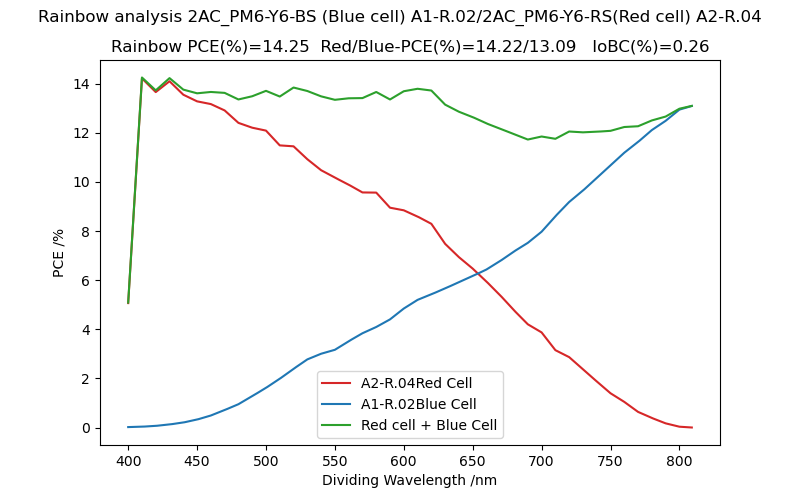 Rainbow analysis 2AC_PM6-Y6-BS (Blue cell) A1-R.02/2AC_PM6-Y6-RS(Red cell) A2-R.04
Rainbow PCE(%)=14.25  Red/Blue-PCE(%)=14.22/13.09   IoBC(%)=0.26
14
12
10
8
6
4
2
0
PCE /%
A2-R.04Red Cell
A1-R.02Blue Cell
Red cell + Blue Cell
400 450 500 550 600 650 700 750 800
Dividing Wavelength /nm